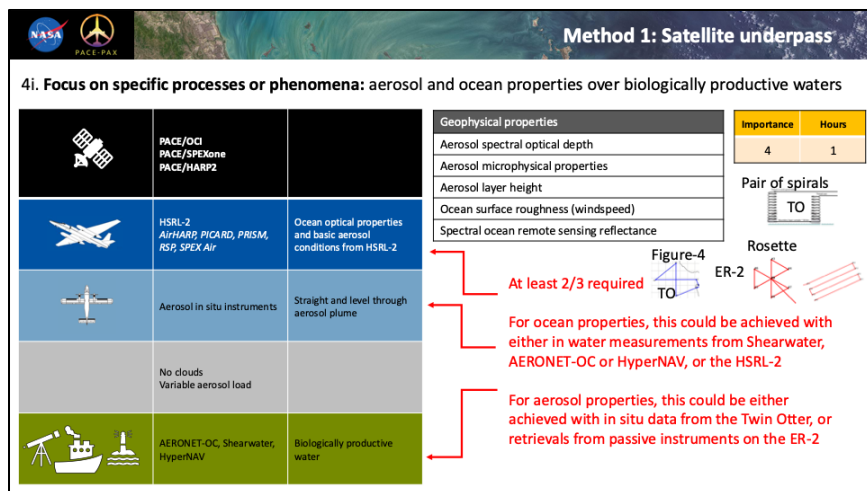 NASA
PACE-PAX
Method 1: Satellite underpass
4i. Focus on specific processes or phenomena: aerosol and ocean properties over biologically productive waters
PACE/OCI
PACE/SPEXone
PACE/HARP2
HSRL-2
AirHARP, PICARD, PRISM,
RSP, SPEX Air
Ocean optical properties
and basic aerosol
conditions from HSRL-2
Aerosol in situ instruments
Straight and level through
aerosol plume
No clouds
Variable aerosol load
AERONET-OC, Shearwater,
HyperNAV
Biologically productive
water
Geophysical properties
Aerosol spectral optical depth
Aerosol microphysical properties
Aerosol layer height
Ocean surface roughness (windspeed)
Spectral ocean remote sensing reflectance
Importance Hours
4 1
Pair of spirals
TO
Figure-4
TO
Rosette
ER-2
At least 2/3 required
For ocean properties, this could be achieved with
either in water measurements from Shearwater,
AERONET-OC or HyperNAV, or the HSRL-2
For aerosol properties, this could be either
achieved with in situ data from the Twin Otter, or
retrievals from passive instruments on the ER-2